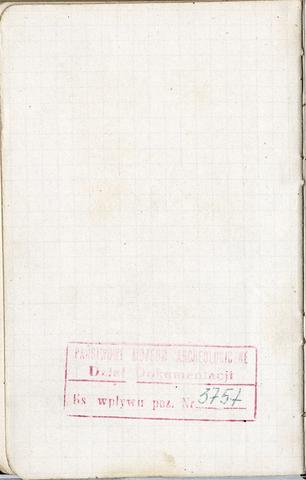 PAŃSTWOWE MUZEUM ARCHEOLOGICZNE
Dział Dokumentacji
Ks wpływu poz. Nr 3757